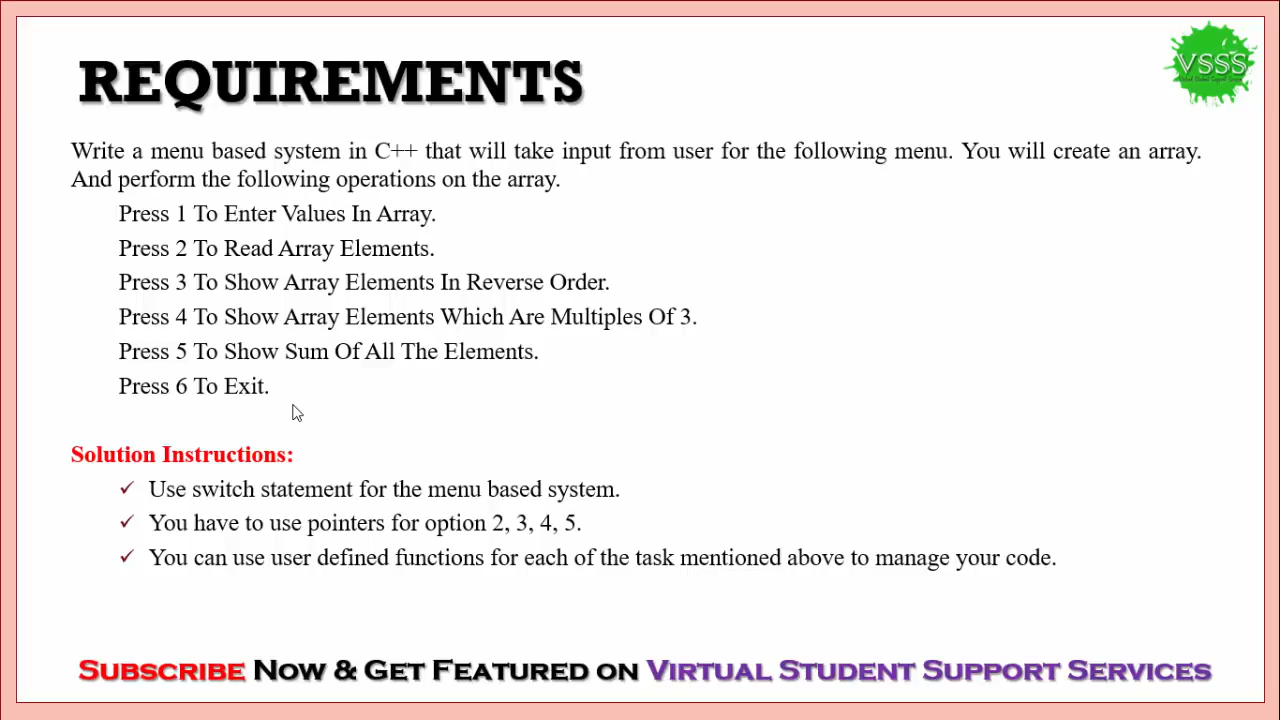 REQUIREMENTS
VSSS
Write a menu based system in C++ that will take input from user for the following menu. You will create an array.
And perform the following operations on the array.
Press 1 To Enter Values In Array.
Press 2 To Read Array Elements.
Press 3 To Show Array Elements In Reverse Order.
Press 4 To Show Array Elements Which Are Multiples Of 3.
Press 5 To Show Sum Of All The Elements.
Press 6 To Exit.
Solution Instructions:
✓ Use switch statement for the menu based system.
✓ You have to use pointers for option 2, 3, 4, 5.
✓ You can use user defined functions for each of the task mentioned above to manage your code.
Subscribe Now & Get Featured on Virtual Student Support Services